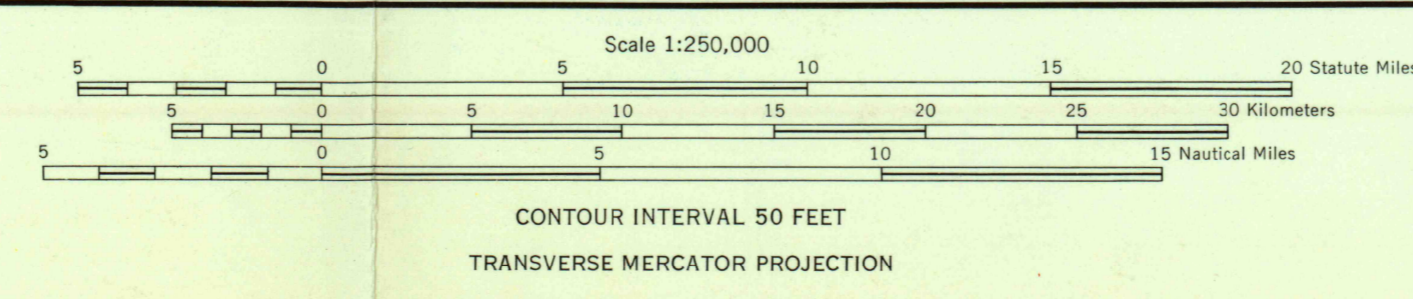 Scale 1:250,000
5 0 5 10 15 20 Statute Miles
5 0 5 10 15 20 25 30 Kilometers
5 0 5 10 15 Nautical Miles
CONTOUR INTERVAL 50 FEET
TRANSVERSE MERCATOR PROJECTION